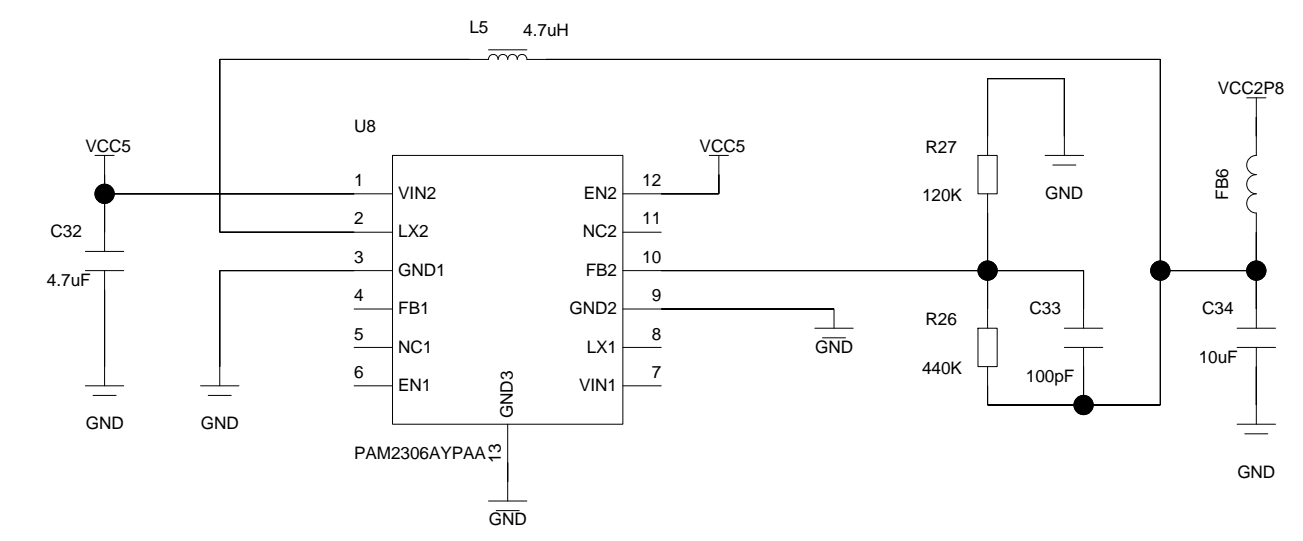 L5 4.7uH
VCC2P8
U8
VCC5
VCC5
R27
120K
GND
FB6
1 VIN2
EN2 12
2 LX2
NC2 11
C32
4.7uF
3 GND1
FB2 10
4 FB1
GND2 9
GND
R26
440K
C33
100pF
C34
10uF
5 NC1
LX1 8
6 EN1
VIN1 7
GND3
GND
GND
PAM2306AYPAA
13
GND
GND